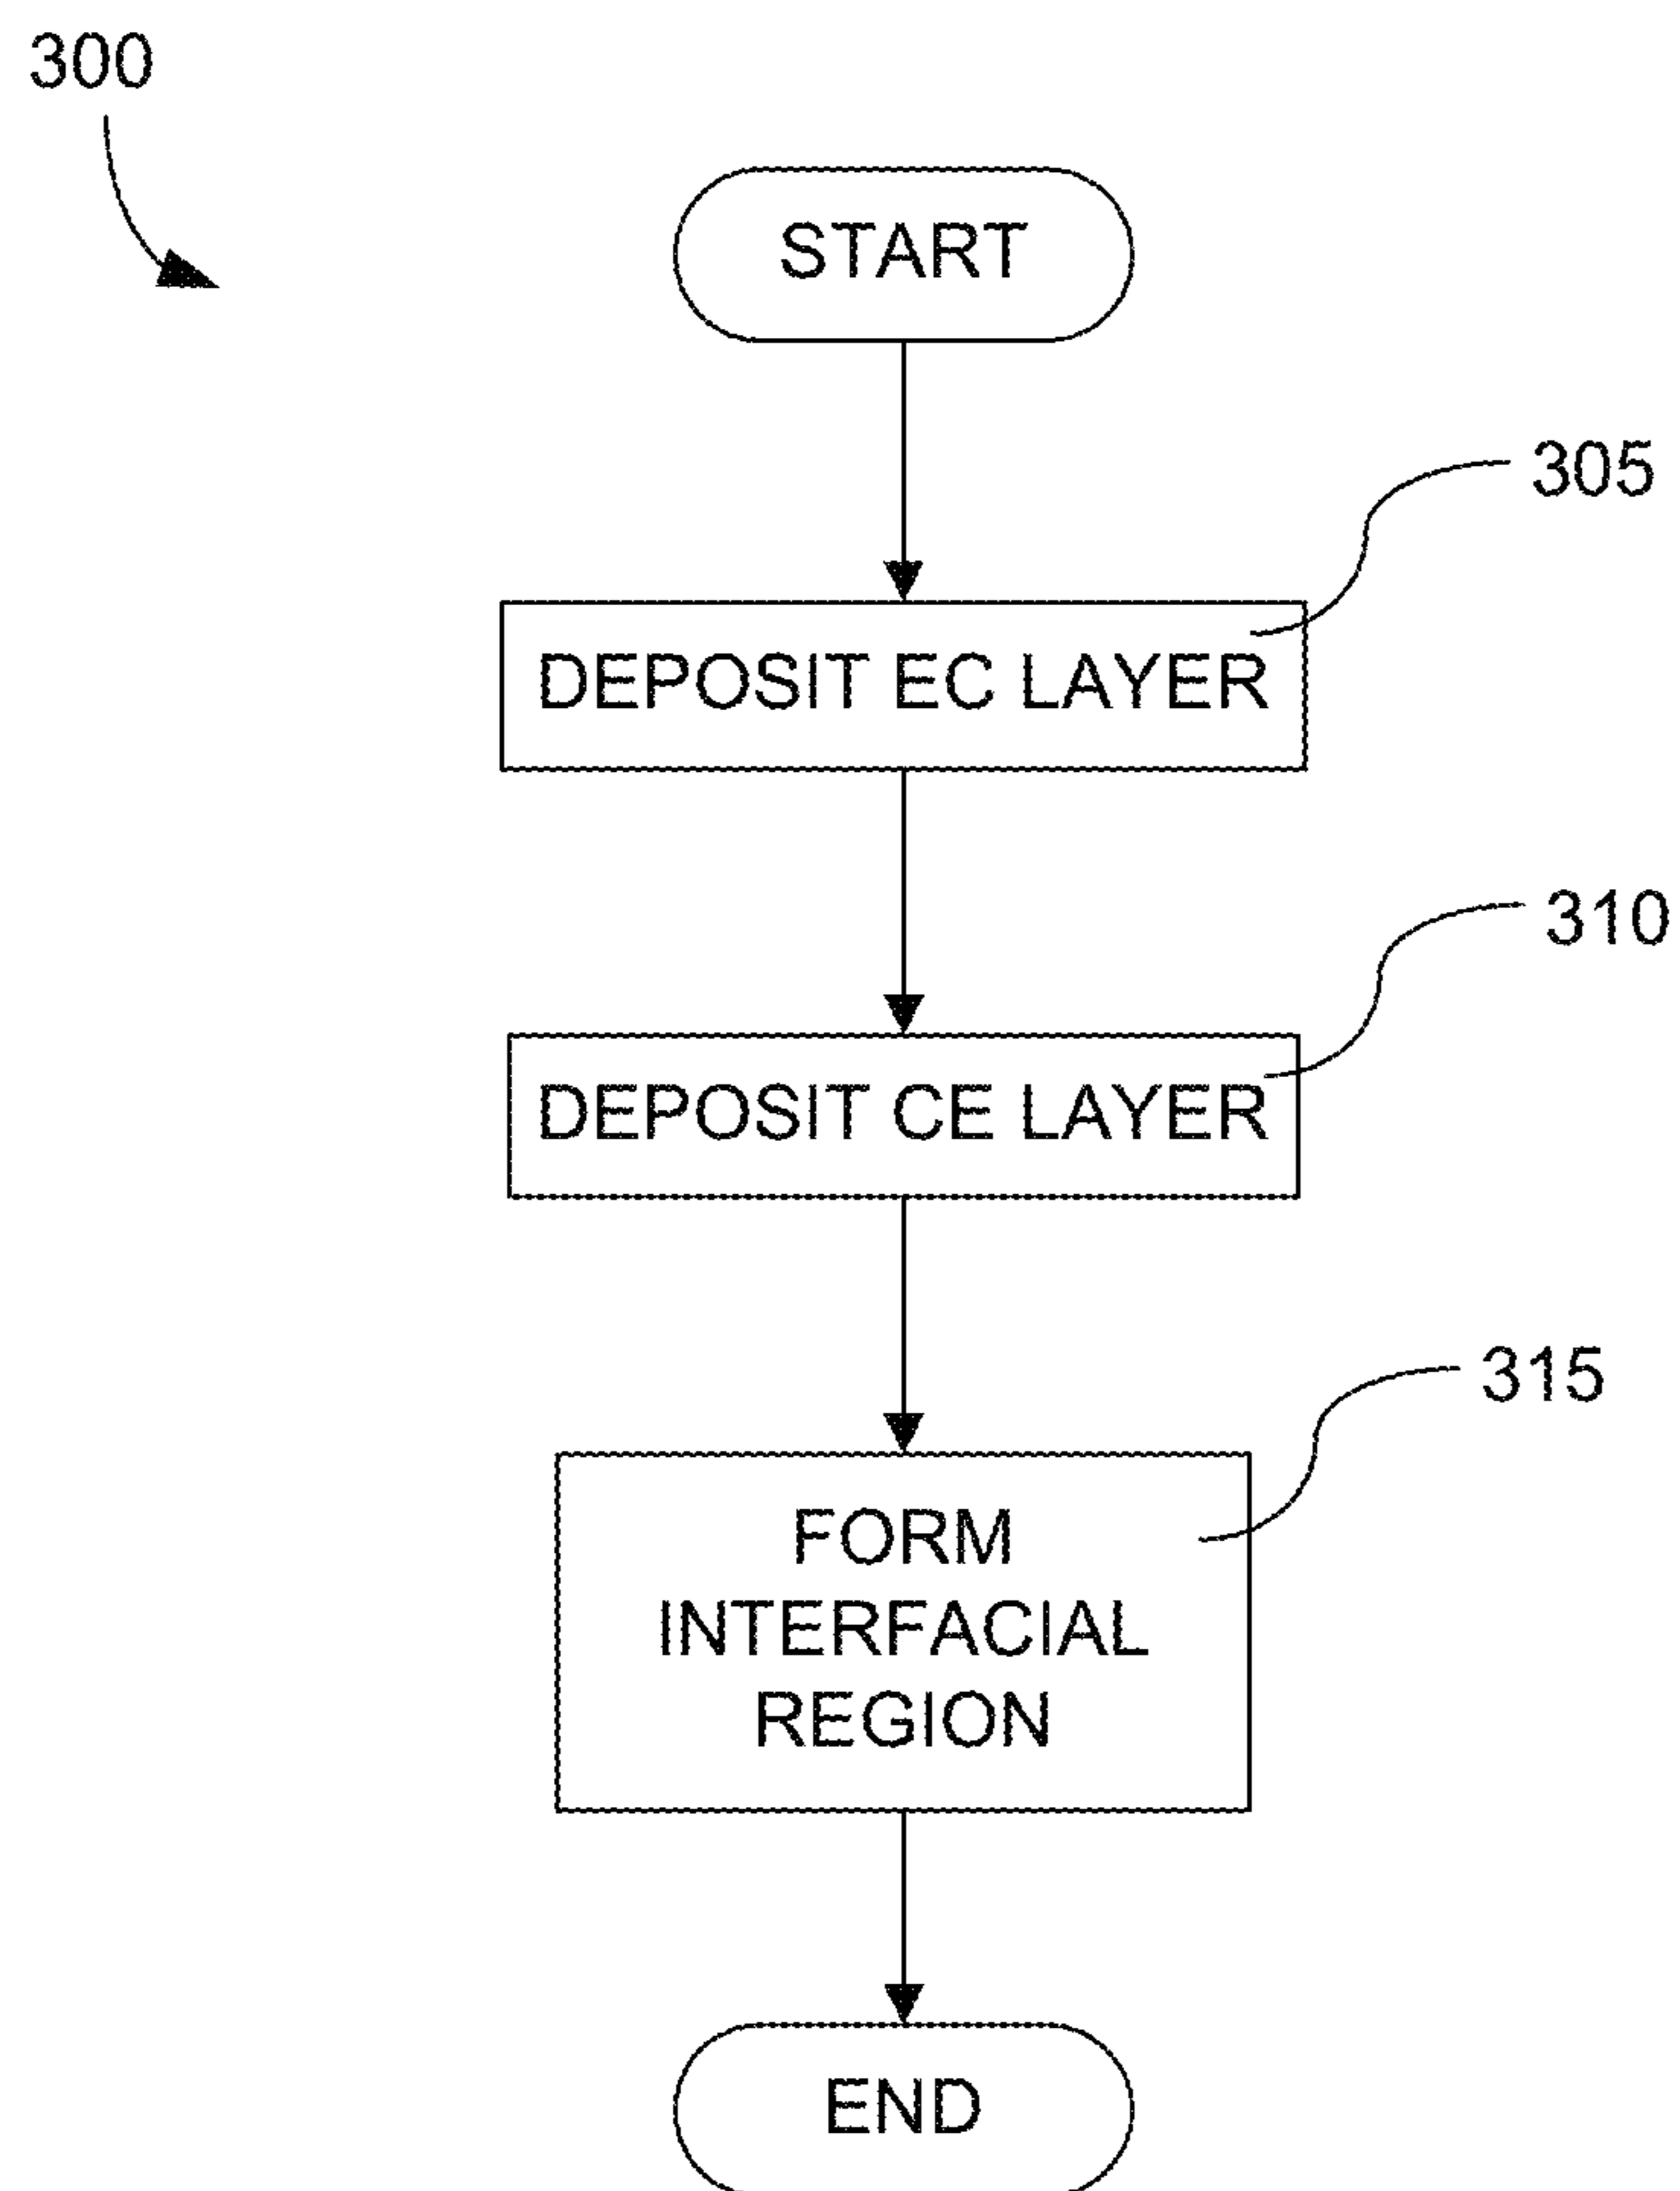 300
START
305
DEPOSIT EC LAYER
310
DEPOSIT CE LAYER
315
FORM
INTERFACIAL
REGION
END